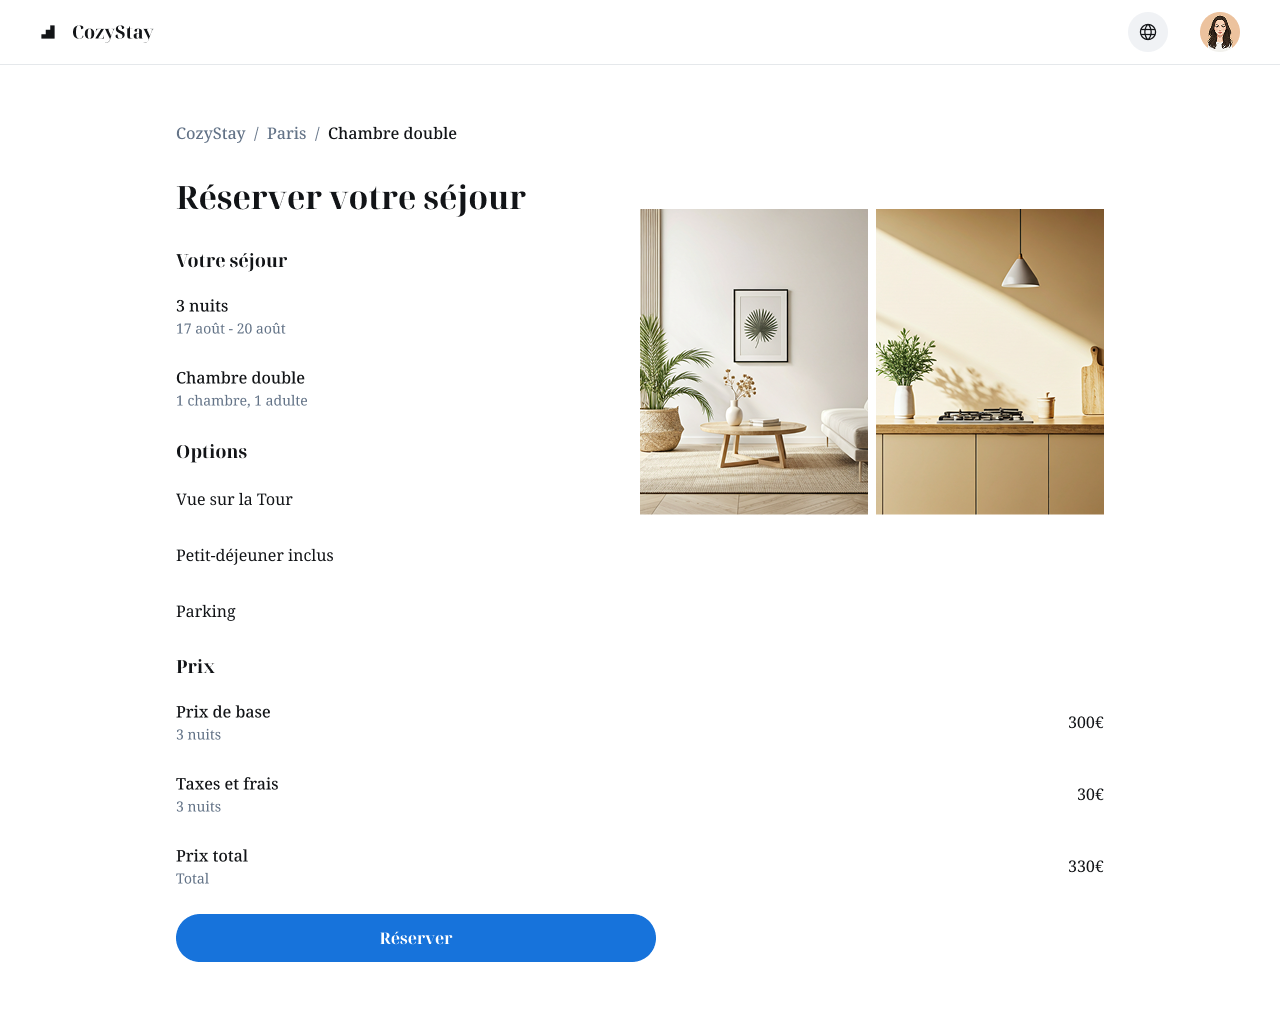 CozyStay
CozyStay / Paris / Chambre double
Réserver votre séjour
Votre séjour
3 nuits
17 août - 20 août
Chambre double
1 chambre, 1 adulte
Options
Vue sur la Tour
Petit-déjeuner inclus
Parking
Prix
Prix de base
3 nuits
300€
Taxes et frais
3 nuits
30€
Prix total
Total
330€
Réserver